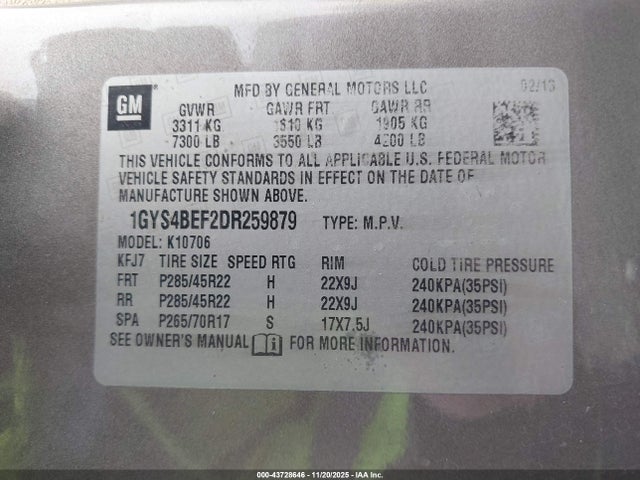 GM
MFD BY GENERAL MOTORS LLC 02/13
GVWR GAWR FRT GAWR RR
3311 KG 1610 KG 1905 KG
7300 LB 3550 LB 4200 LB
THIS VEHICLE CONFORMS TO ALL APPLICABLE U.S. FEDERAL MOTOR
VEHICLE SAFETY STANDARDS IN EFFECT ON THE DATE OF
MANUFACTURE SHOWN ABOVE.
1GYS4BEF2DR259879 TYPE: M.P.V.
MODEL: K10706
KFJ7 TIRE SIZE SPEED RTG RIM COLD TIRE PRESSURE
FRT P285/45R22 H 22X9J 240KPA(35PSI)
RR P285/45R22 H 22X9J 240KPA(35PSI)
SPA P265/70R17 S 17X7.5J 240KPA(35PSI)
SEE OWNER'S MANUAL FOR MORE INFORMATION.
000-43728646 - 11/20/2025 - IAA Inc.